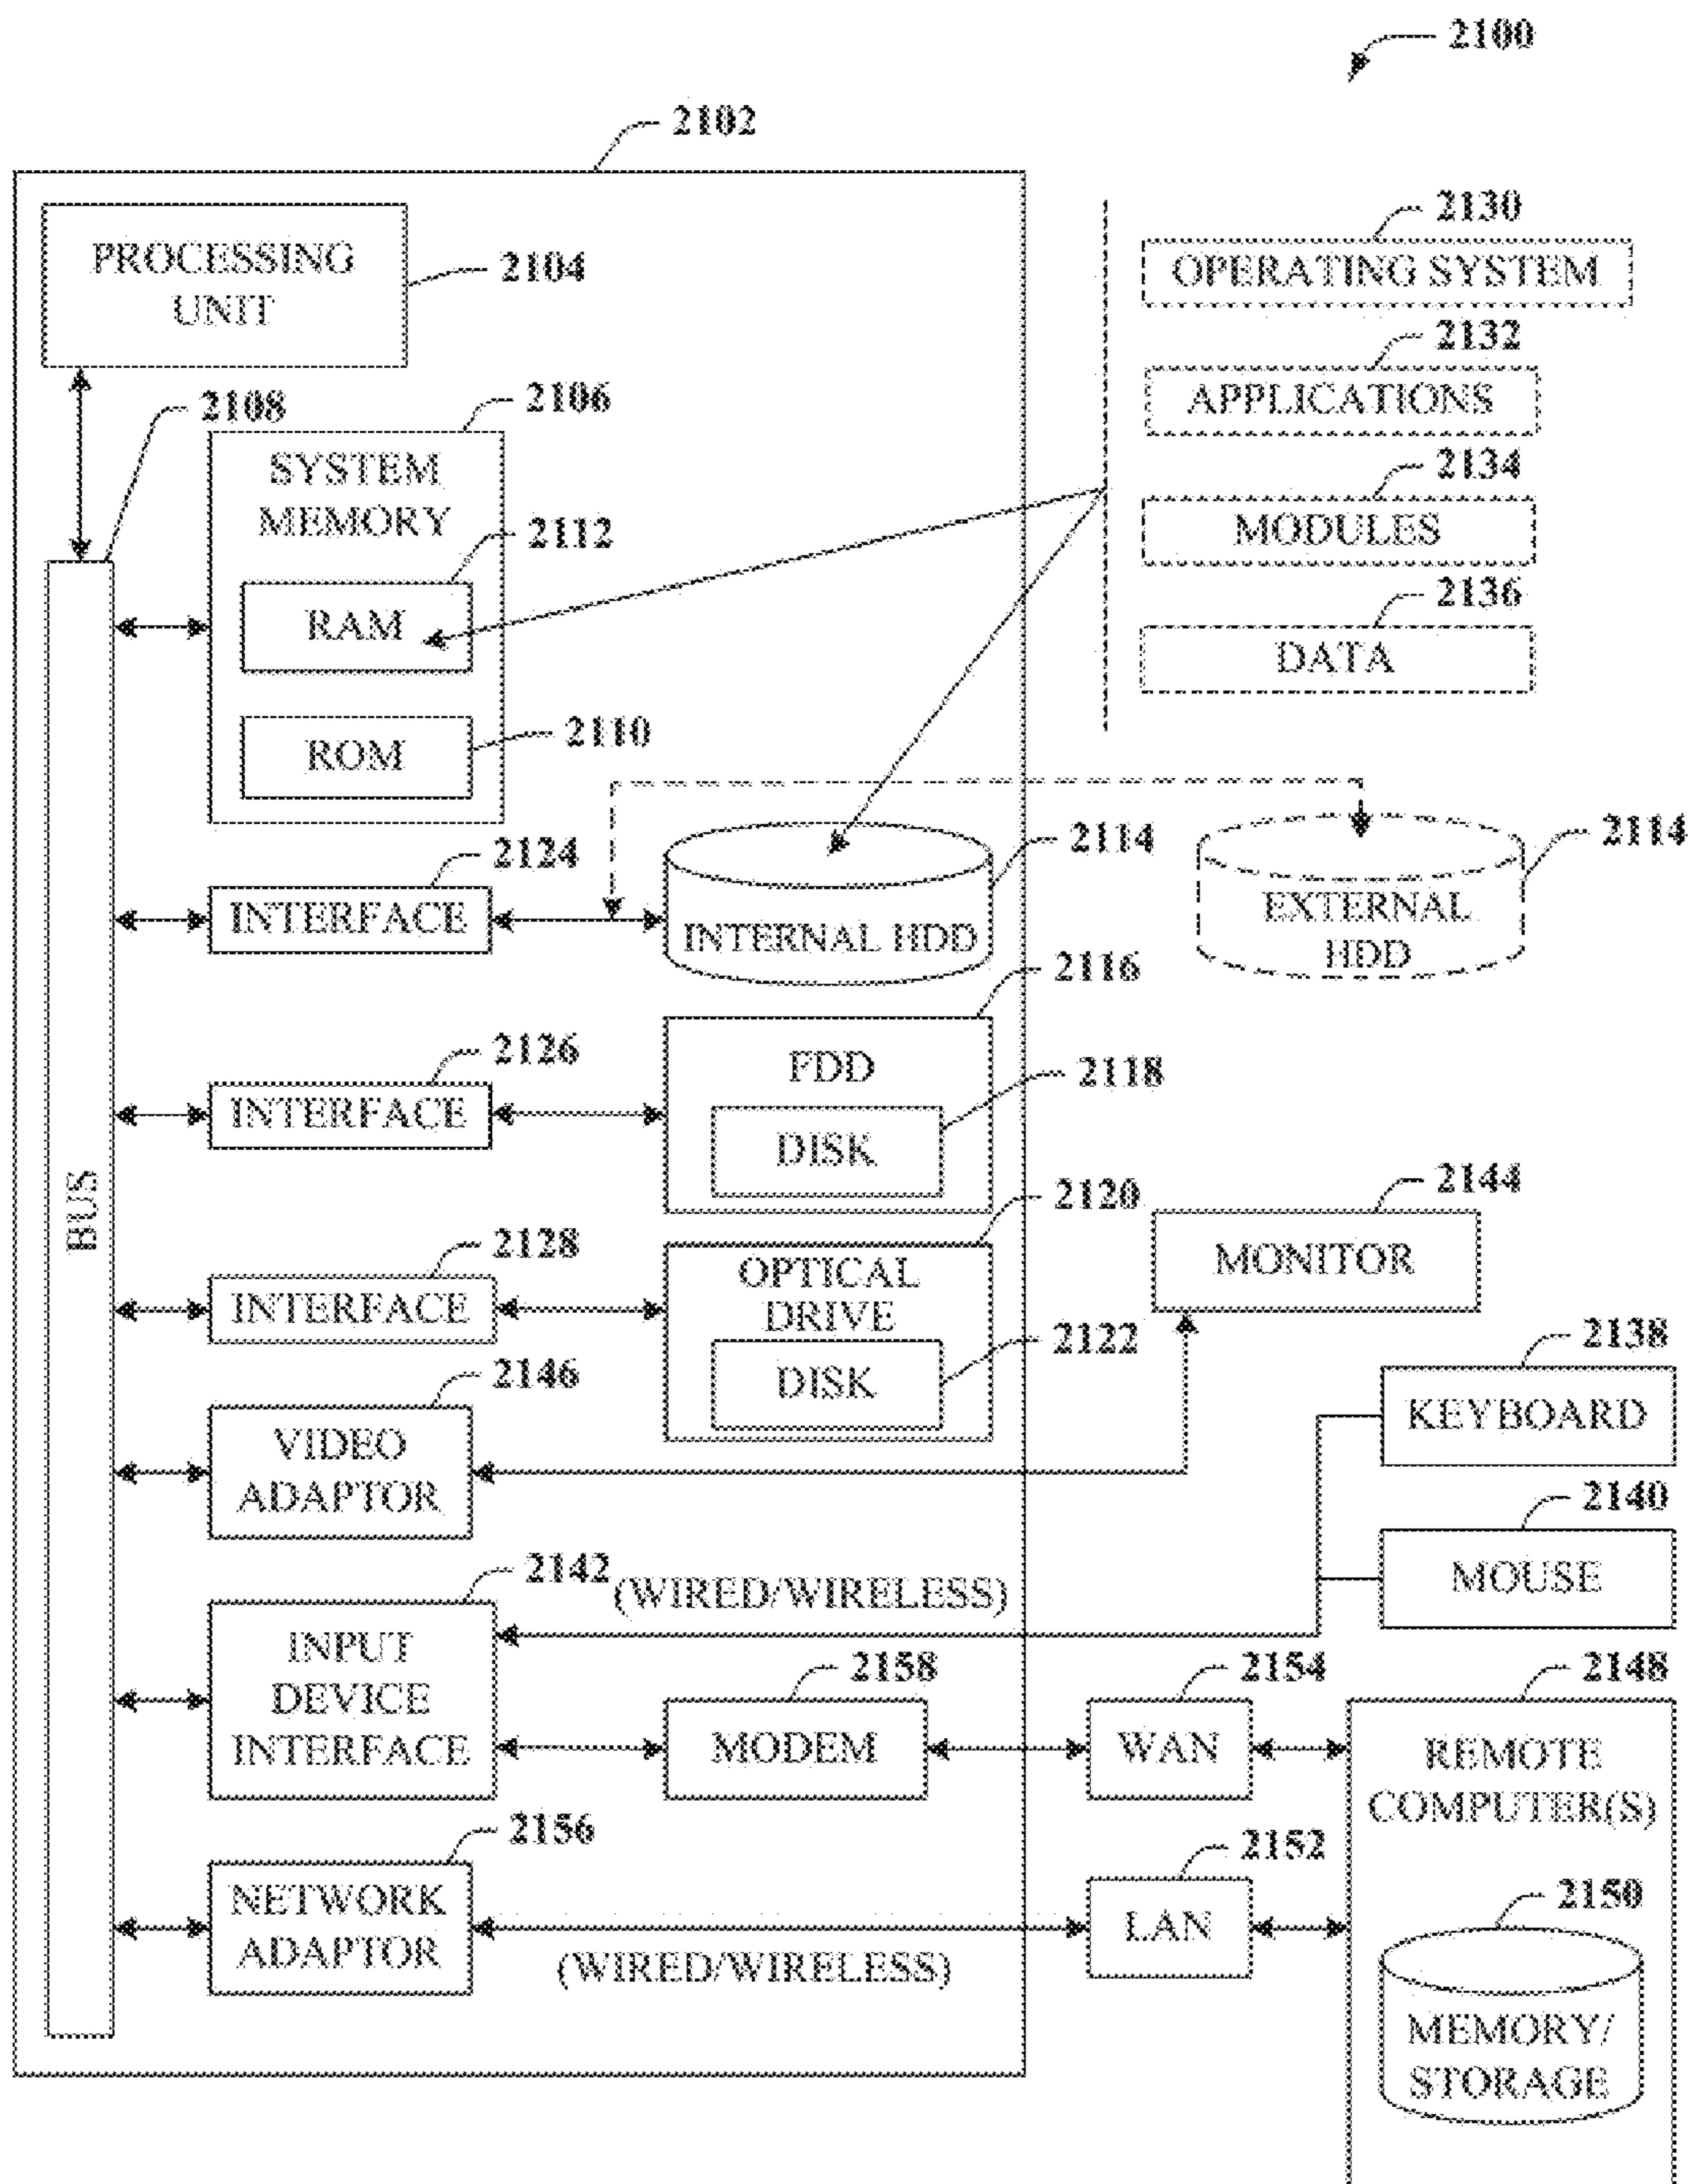 2100
2102
PROCESSING
UNIT
2104
2108
2106
SYSTEM
MEMORY
2112
RAM
ROM
2110
2130
OPERATING SYSTEM
2132
APPLICATIONS
2134
MODULES
2136
DATA
BUS
2124
INTERFACE
INTERNAL HDD
2114
EXTERNAL
HDD
2114
2126
INTERFACE
2116
FDD
2118
DISK
2128
INTERFACE
2120
OPTICAL
DRIVE
2122
DISK
2144
MONITOR
2146
VIDEO
ADAPTOR
2138
KEYBOARD
2140
MOUSE
2142
(WIRED/WIRELESS)
INPUT
DEVICE
INTERFACE
2158
MODEM
2154
WAN
2148
REMOTE
COMPUTER(S)
2156
NETWORK
ADAPTOR
(WIRED/WIRELESS)
2152
LAN
2150
MEMORY/
STORAGE